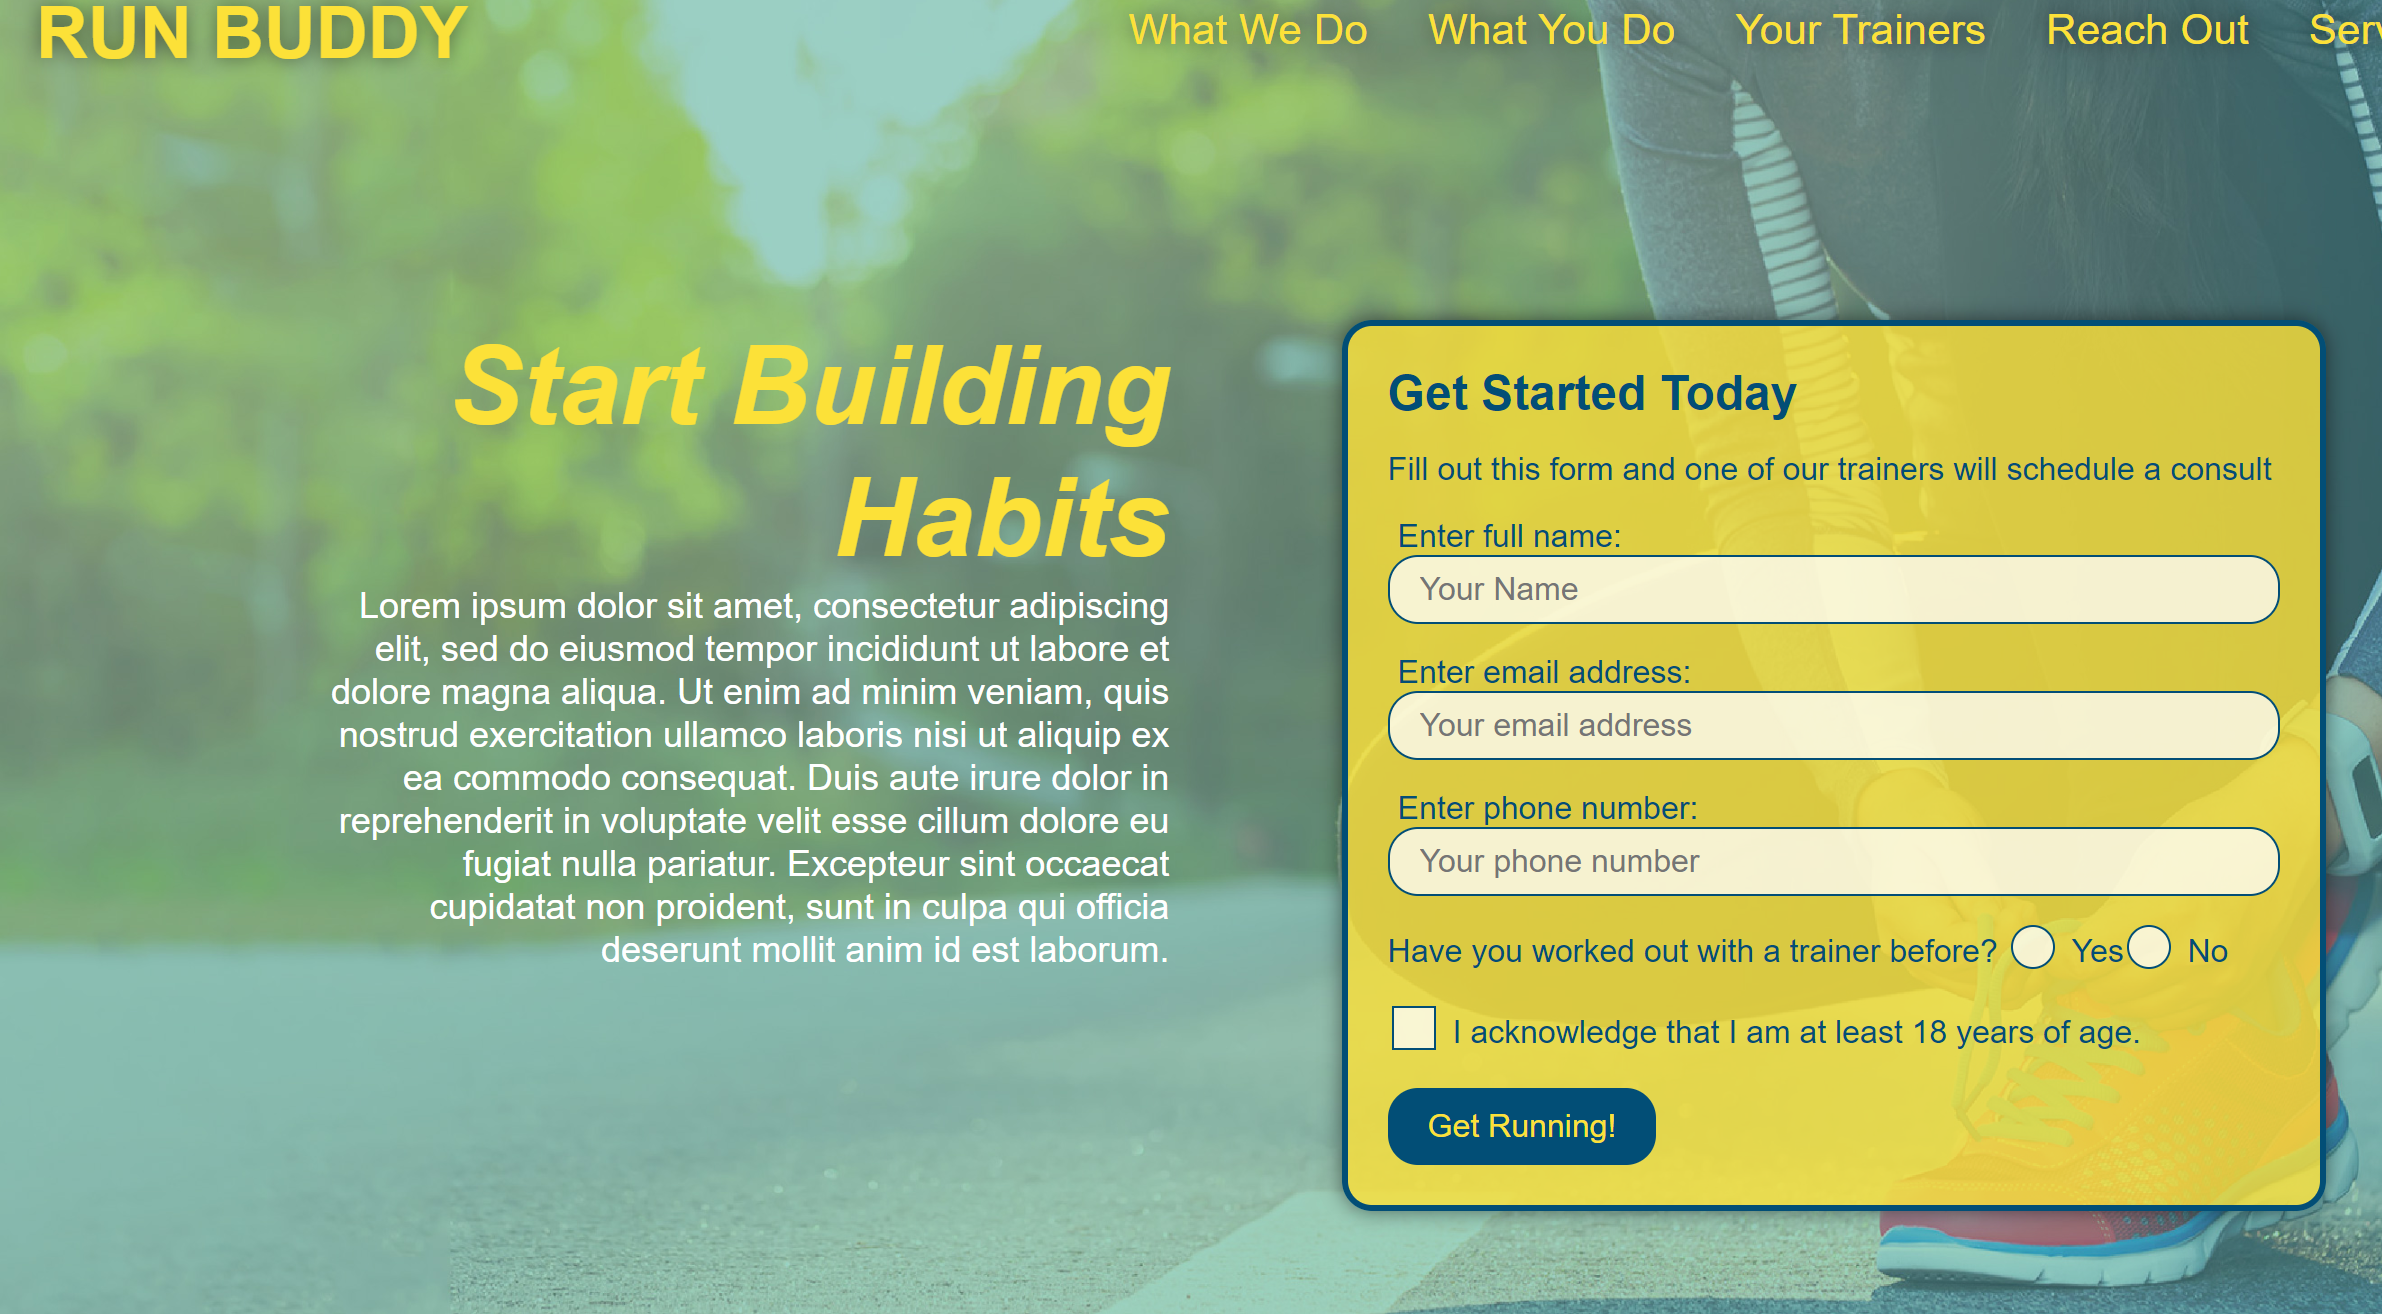 RUN BUDDY
What We Do What You Do Your Trainers Reach Out
Start Building
Habits
Lorem ipsum dolor sit amet, consectetur adipiscing
elit, sed do eiusmod tempor incididunt ut labore et
dolore magna aliqua. Ut enim ad minim veniam, quis
nostrud exercitation ullamco laboris nisi ut aliquip ex
ea commodo consequat. Duis aute irure dolor in
reprehenderit in voluptate velit esse cillum dolore eu
fugiat nulla pariatur. Excepteur sint occaecat
cupidatat non proident, sunt in culpa qui officia
deserunt mollit anim id est laborum.
Get Started Today
Fill out this form and one of our trainers will schedule a consult
Enter full name:
Your Name
Enter email address:
Your email address
Enter phone number:
Your phone number
Have you worked out with a trainer before? Yes No
I acknowledge that I am at least 18 years of age.
Get Running!